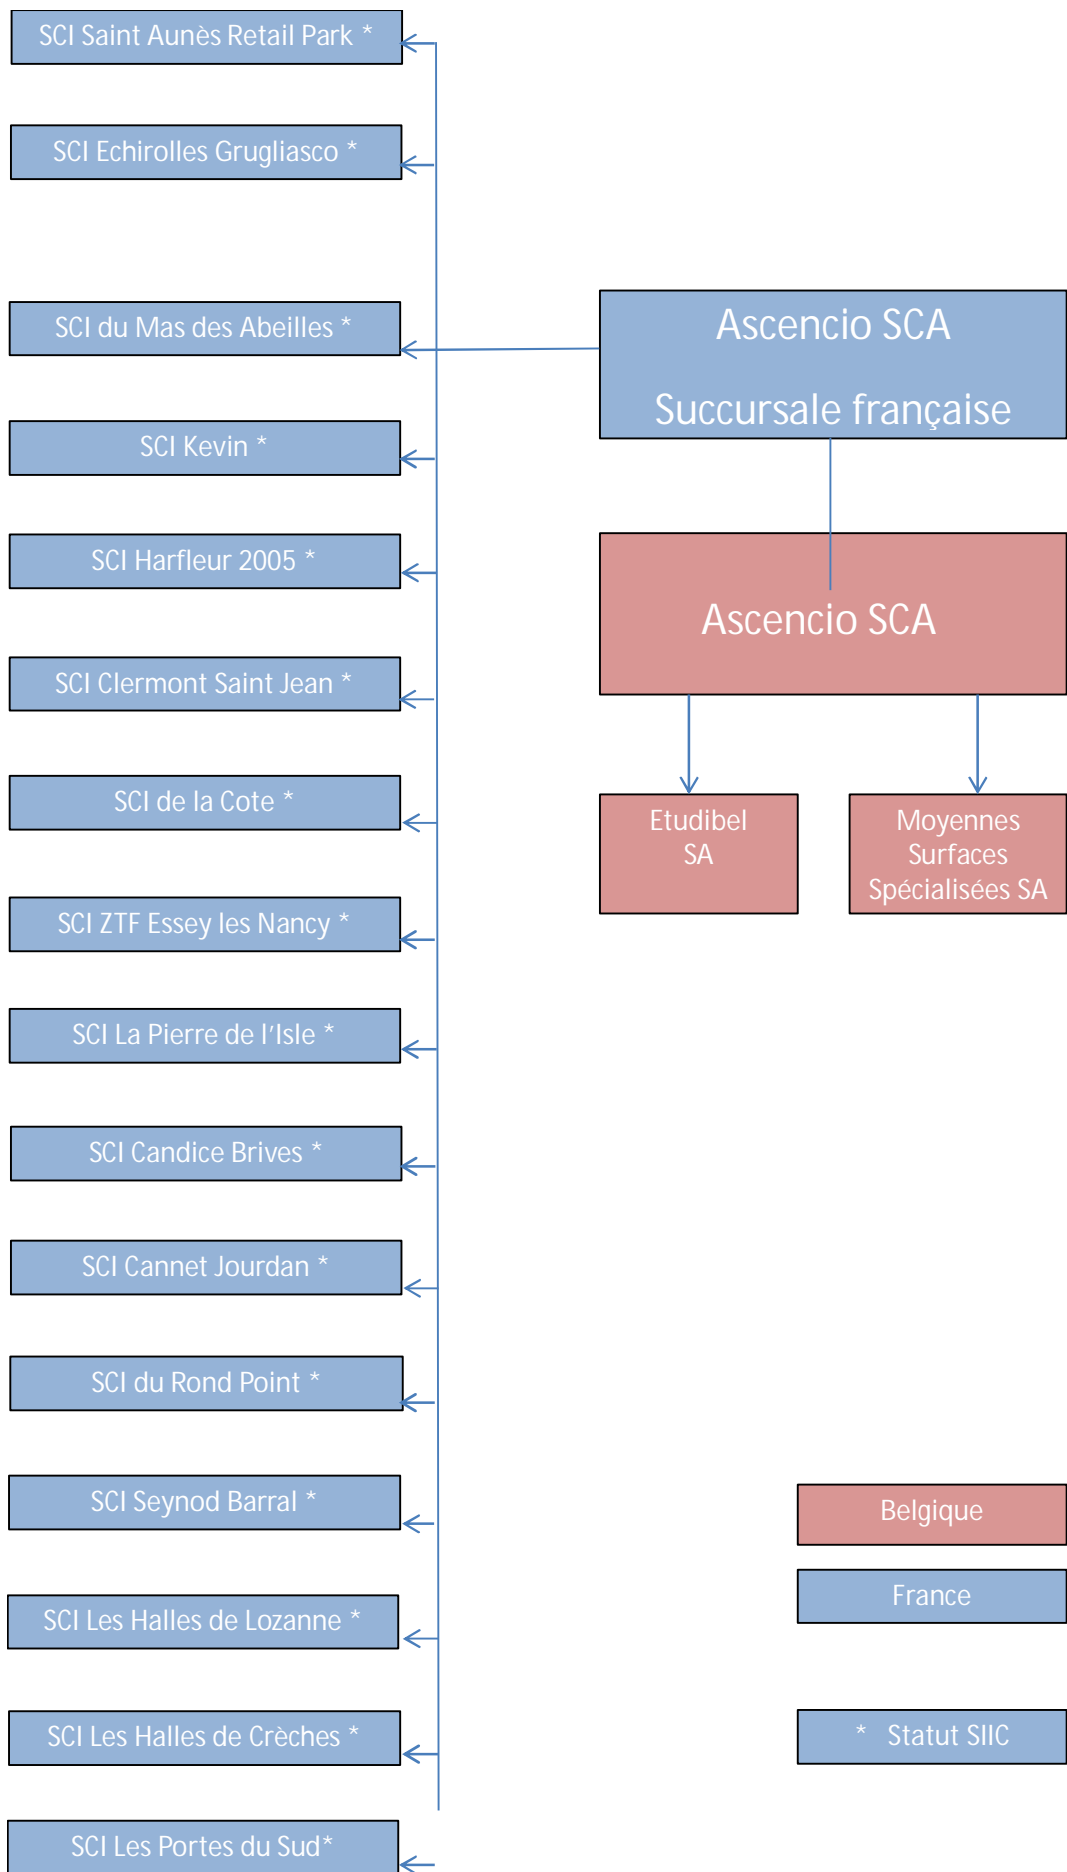 SCI Saint Aunès Retail Park *
SCI Echirolles Grugliasco *
SCI du Mas des Abeilles *
SCI Kevin *
SCI Harfleur 2005 *
SCI Clermont Saint Jean *
SCI de la Cote *
SCI ZTF Essey les Nancy *
SCI La Pierre de l’Isle *
SCI Candice Brives *
SCI Cannet Jourdan *
SCI du Rond Point *
SCI Seynod Barral *
SCI Les Halles de Lozanne *
SCI Les Halles de Crèches *
SCI Les Portes du Sud*
Ascencio SCA
Succursale française
Ascencio SCA
Etudibel
SA
Moyennes
Surfaces
Spécialisées SA
Belgique
France
* Statut SIIC